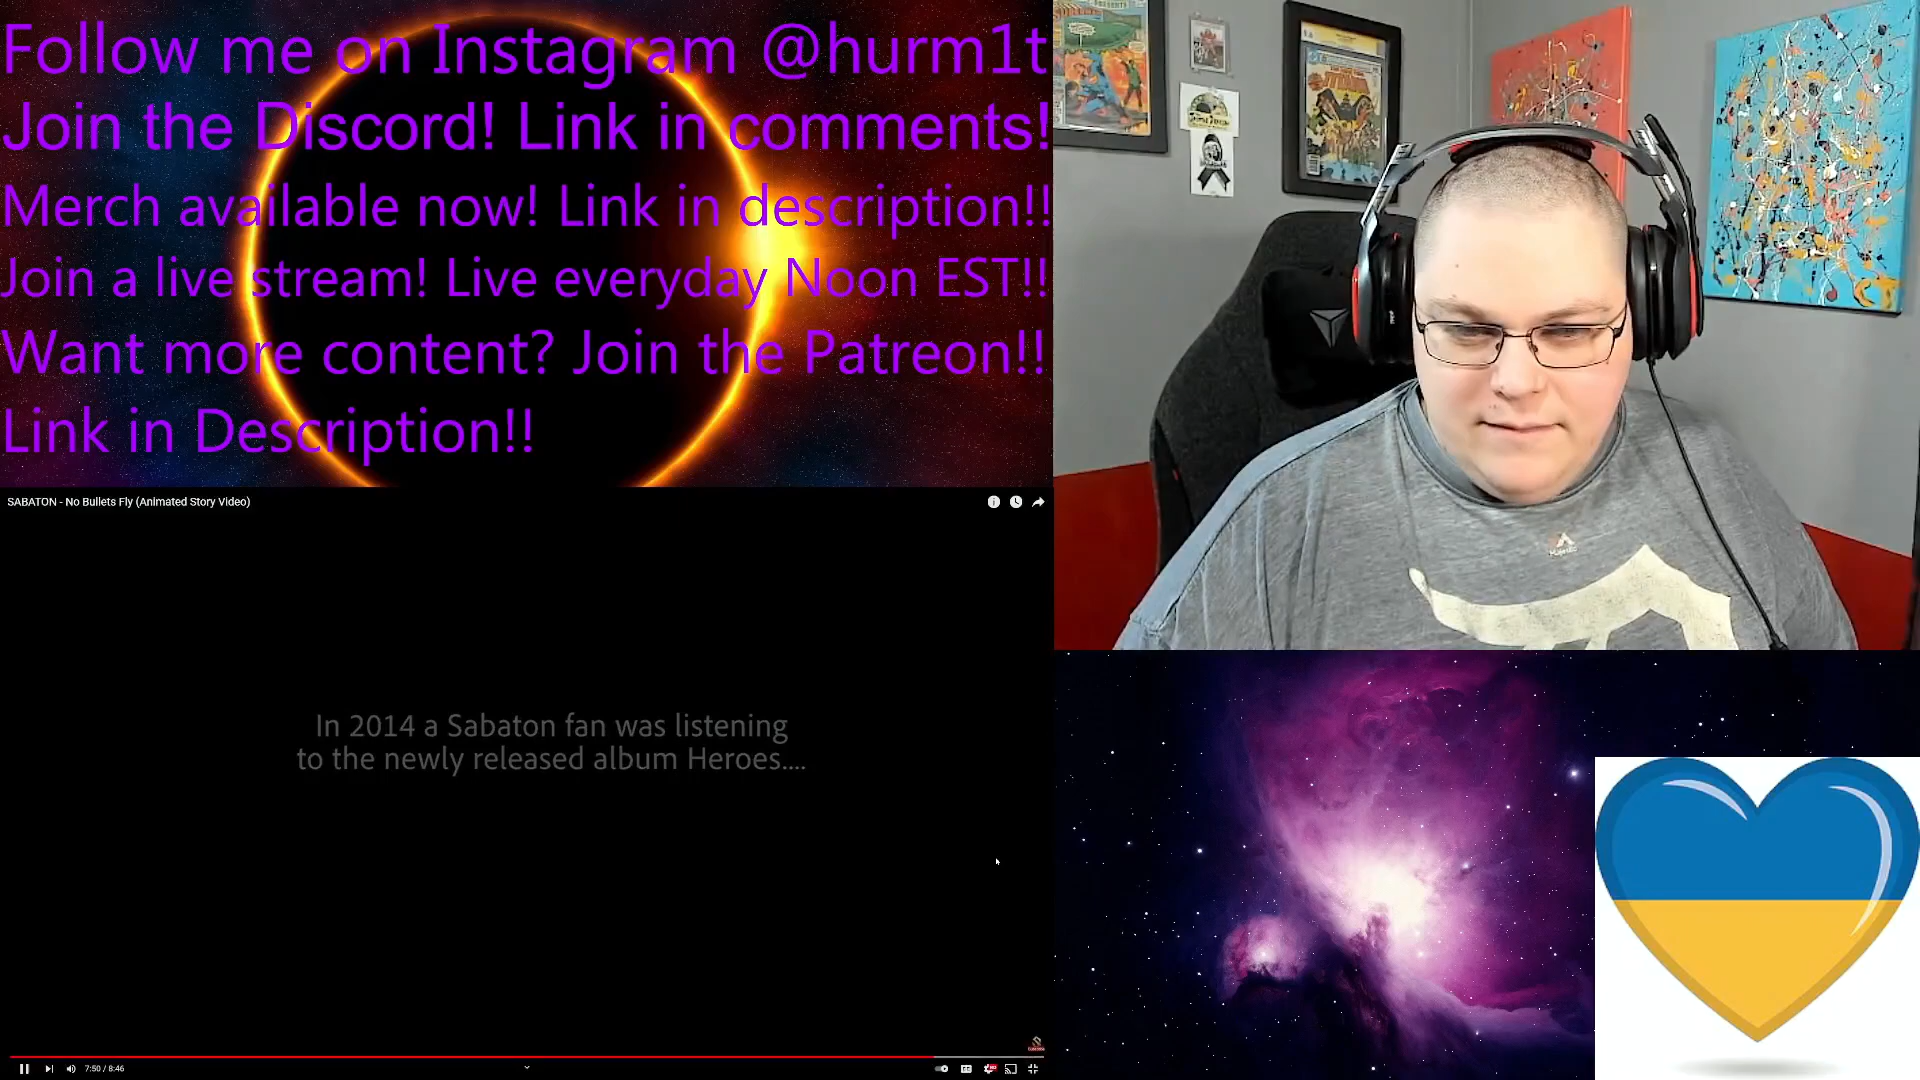 Follow me on Instagram @hurm1t
Join the Discord! Link in comments!
Merch available now! Link in description!!
Join a live stream! Live everyday Noon EST!!
Want more content? Join the Patreon!!
Link in Description!!
SABATON - No Bullets Fly (Animated Story Video)
In 2014 a Sabaton fan was listening
to the newly released album Heroes....
7:50 / 8:46
Majestic